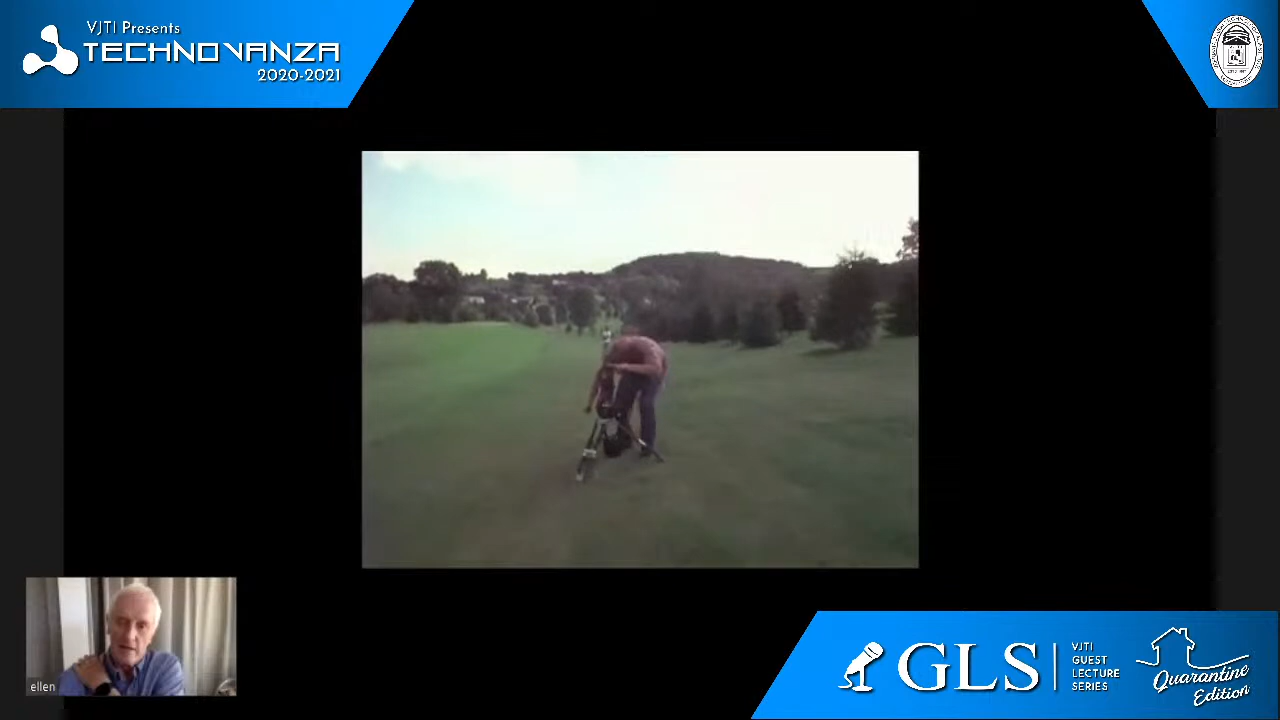 VJTI Presents
TECHNOVANZA
2020-2021
ellen
GLS
VJTI
GUEST
LECTURE
SERIES
Quarantine
Edition